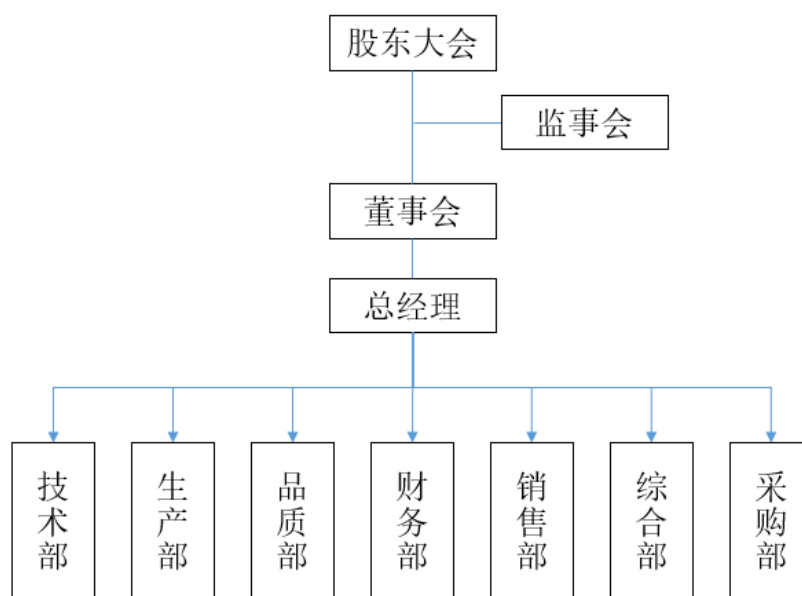 股东大会
监事会
董事会
总经理
技术部
生产部
品质部
财务部
销售部
综合部
采购部